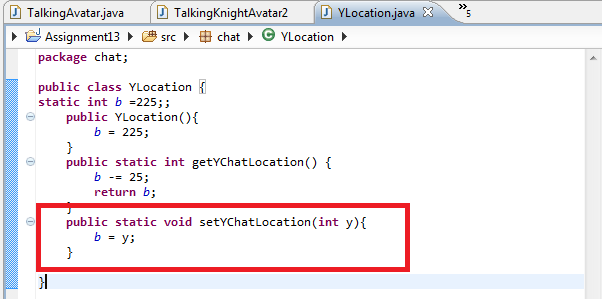 TalkingAvatar.java TalkingKnightAvatar2 YLocation.java »5
Assignment13 src chat YLocation
package chat;
public class YLocation {
static int b =225;;
public YLocation(){
b = 225;
}
public static int getYChatLocation() {
b -= 25;
return b;
}
public static void setYChatLocation(int y){
b = y;
}
}